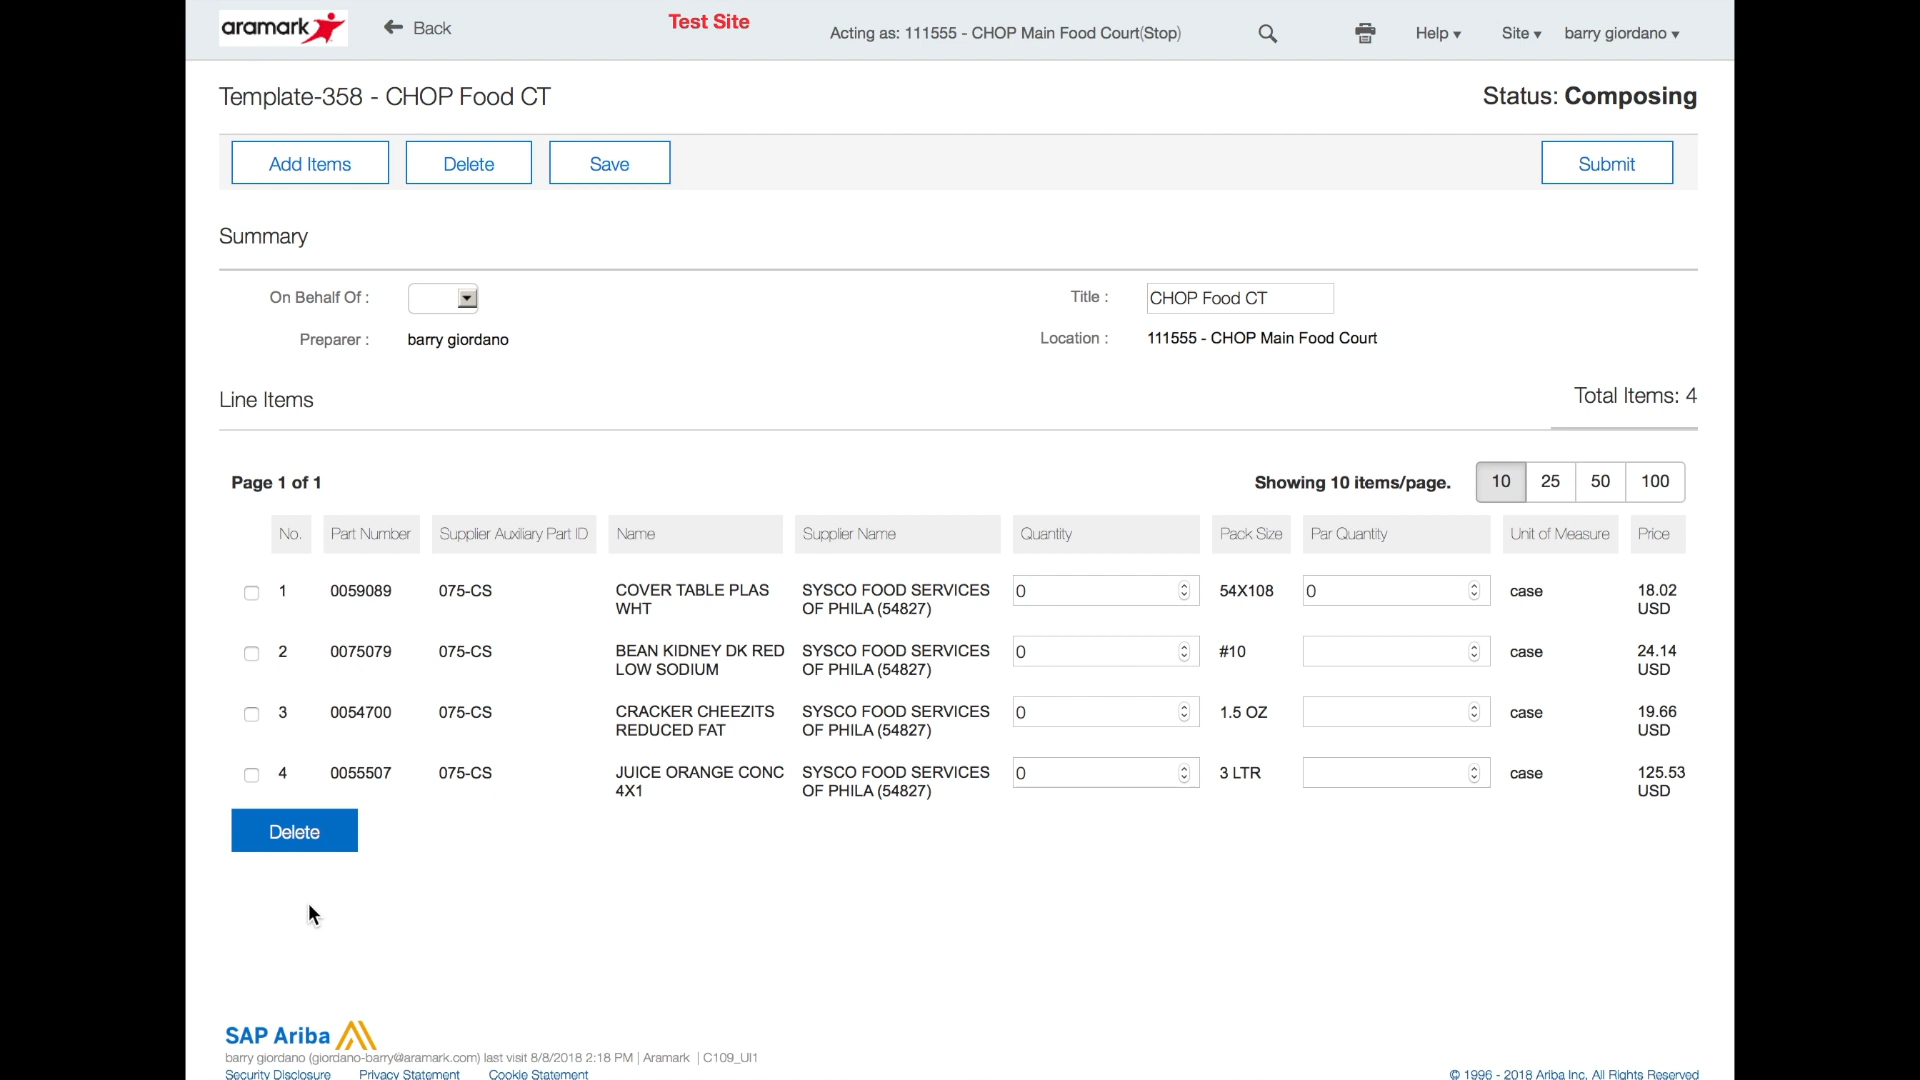 aramark
Back
Test Site
Acting as: 111555 - CHOP Main Food Court(Stop)
Help
Site
barry giordano
Template-358 - CHOP Food CT
Status: Composing
Add Items
Delete
Save
Submit
Summary
On Behalf Of :
Title :
CHOP Food CT
Preparer :
barry giordano
Location :
111555 - CHOP Main Food Court
Line Items
Total Items: 4
Page 1 of 1
Showing 10 items/page.
10 25 50 100
No. Part Number Supplier Auxiliary Part ID Name Supplier Name Quantity Pack Size Par Quantity Unit of Measure Price
1 0059089 075-CS COVER TABLE PLAS SYSCO FOOD SERVICES 0 54X108 0 case 18.02
WHT OF PHILA (54827) USD
2 0075079 075-CS BEAN KIDNEY DK RED SYSCO FOOD SERVICES 0 #10 case 24.14
LOW SODIUM OF PHILA (54827) USD
3 0054700 075-CS CRACKER CHEEZITS SYSCO FOOD SERVICES 0 1.5 OZ case 19.66
REDUCED FAT OF PHILA (54827) USD
4 0055507 075-CS JUICE ORANGE CONC SYSCO FOOD SERVICES 0 3 LTR case 125.53
4X1 OF PHILA (54827) USD
Delete
SAP Ariba
barry giordano (giordano-barry@aramark.com) last visit 8/8/2018 2:18 PM | Aramark | C109_UI1
Security Disclosure Privacy Statement Cookie Statement
© 1996 - 2018 Ariba Inc. All Rights Reserved